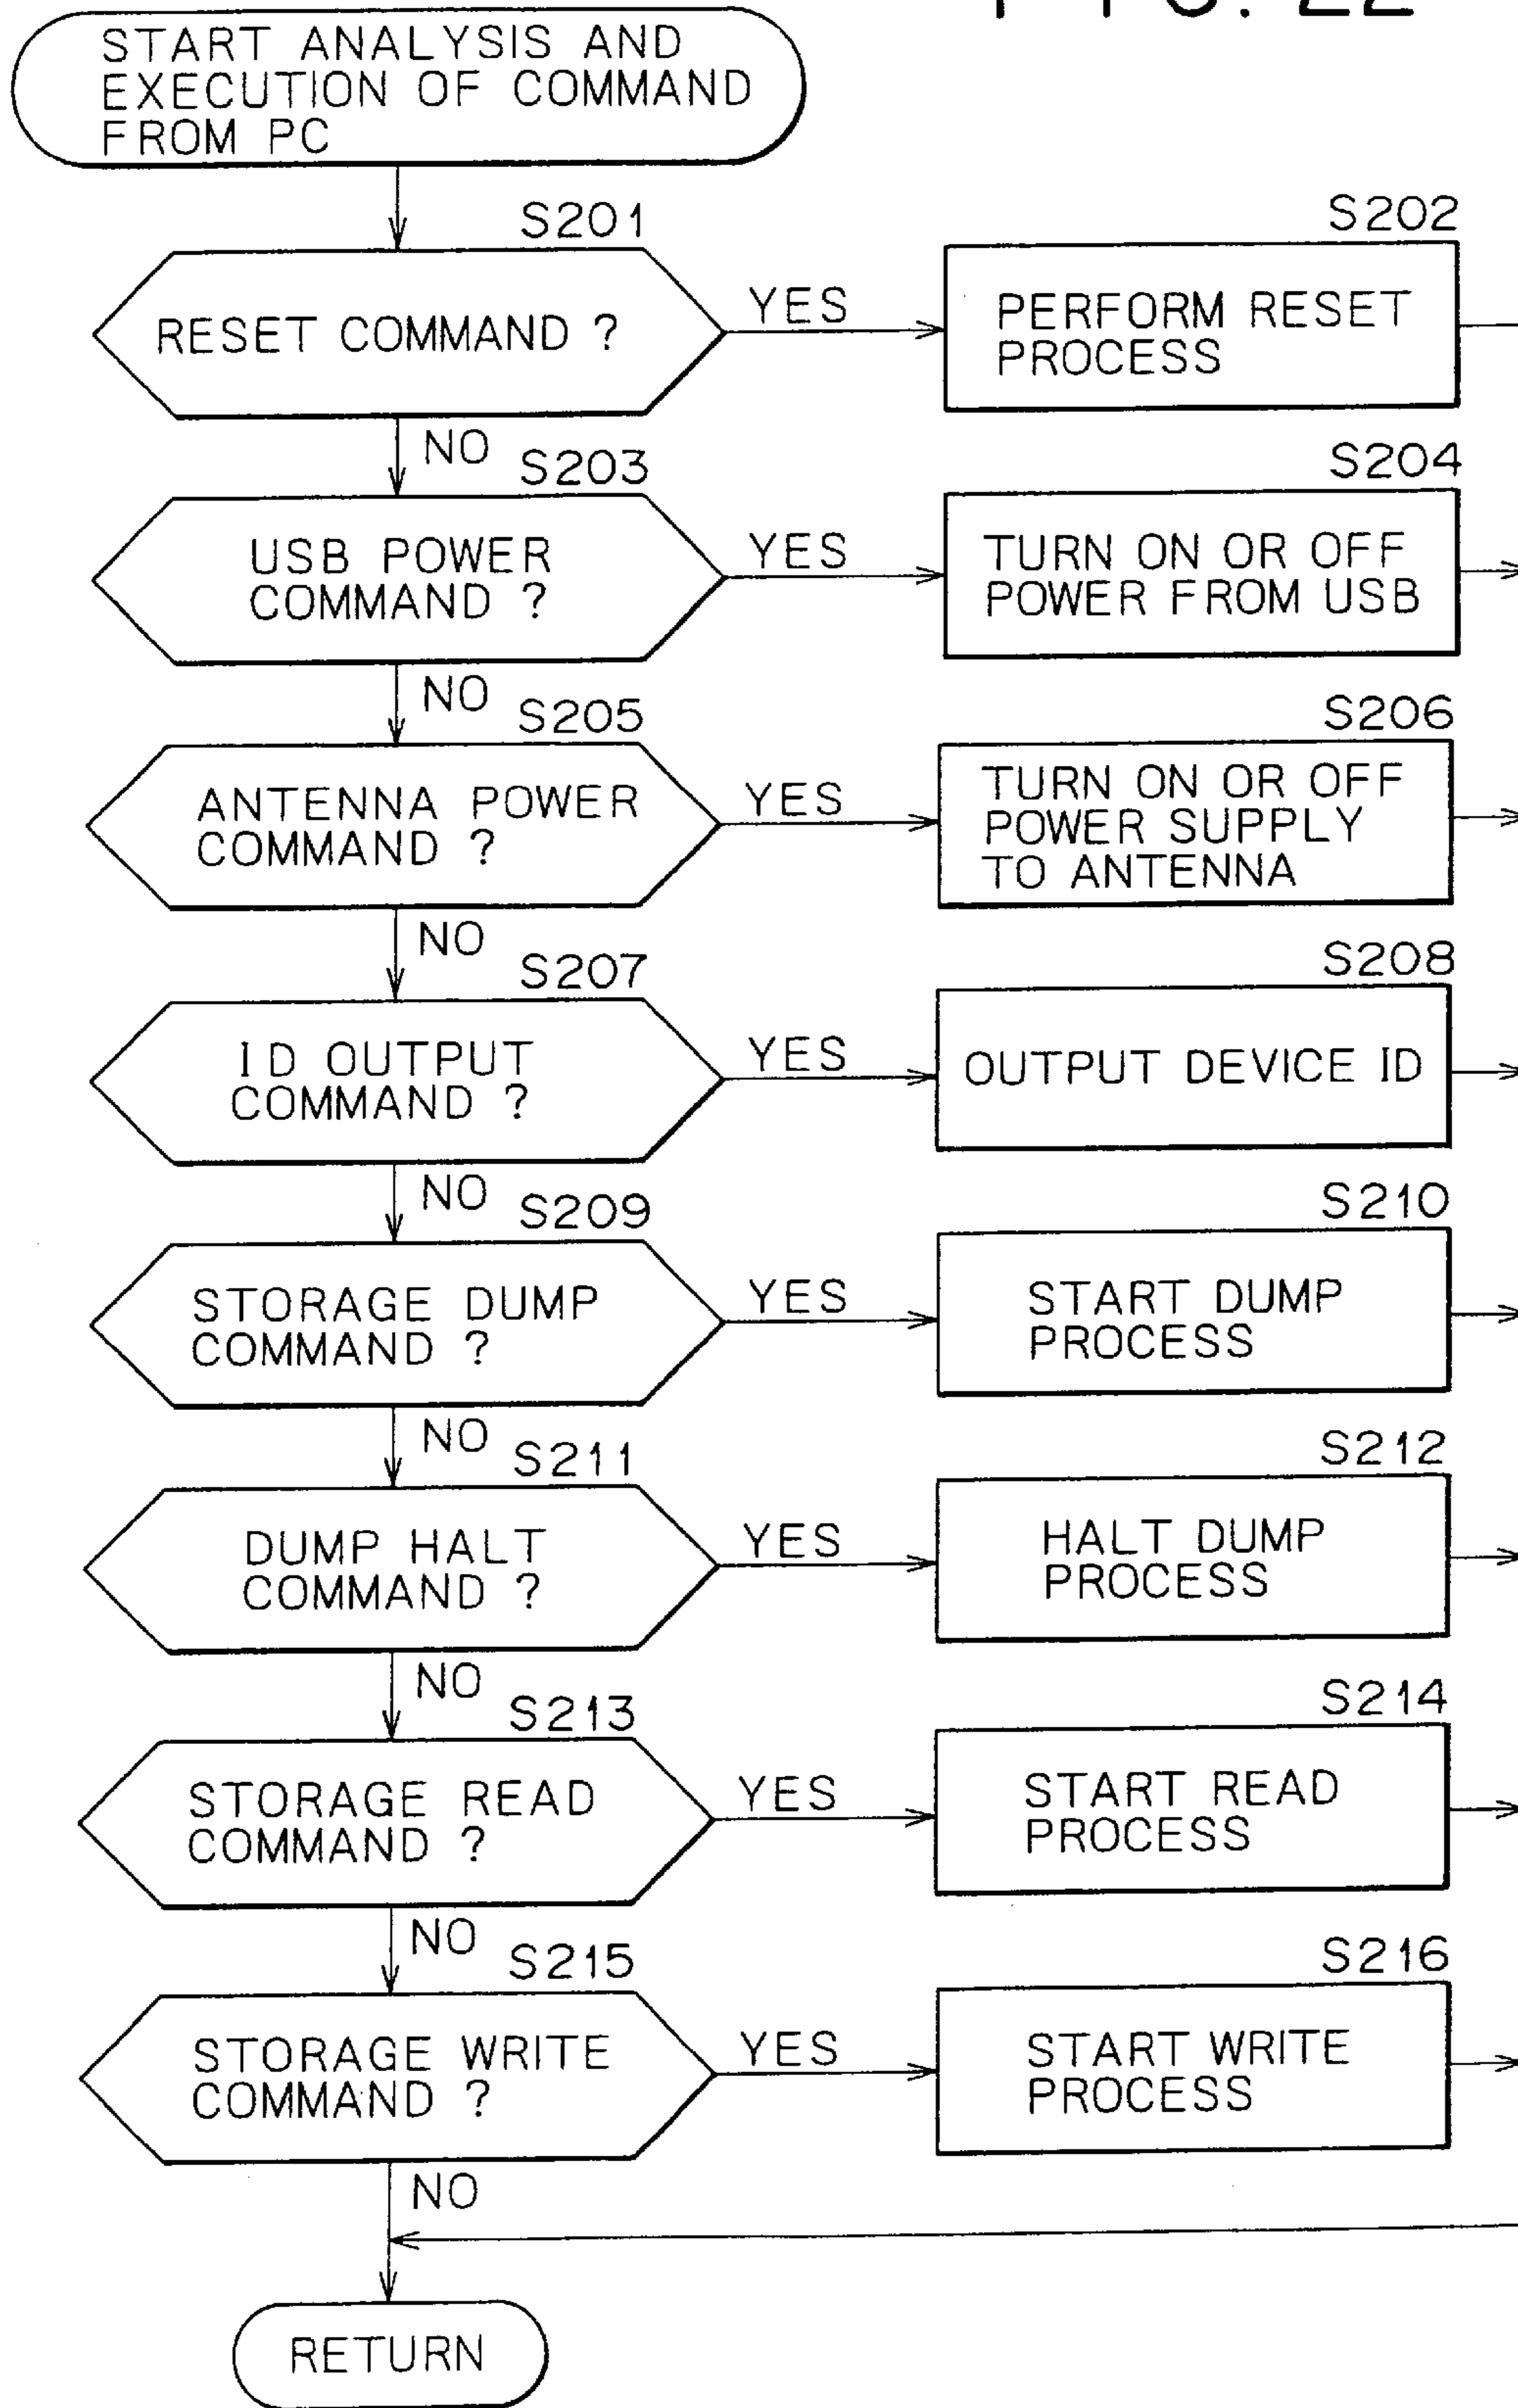 FIG. 22
START ANALYSIS AND
EXECUTION OF COMMAND
FROM PC
S201
RESET COMMAND ?
YES
S202
PERFORM RESET
PROCESS
NO
S203
USB POWER
COMMAND ?
YES
S204
TURN ON OR OFF
POWER FROM USB
NO
S205
ANTENNA POWER
COMMAND ?
YES
S206
TURN ON OR OFF
POWER SUPPLY
TO ANTENNA
NO
S207
ID OUTPUT
COMMAND ?
YES
S208
OUTPUT DEVICE ID
NO
S209
STORAGE DUMP
COMMAND ?
YES
S210
START DUMP
PROCESS
NO
S211
DUMP HALT
COMMAND ?
YES
S212
HALT DUMP
PROCESS
NO
S213
STORAGE READ
COMMAND ?
YES
S214
START READ
PROCESS
NO
S215
STORAGE WRITE
COMMAND ?
YES
S216
START WRITE
PROCESS
NO
RETURN